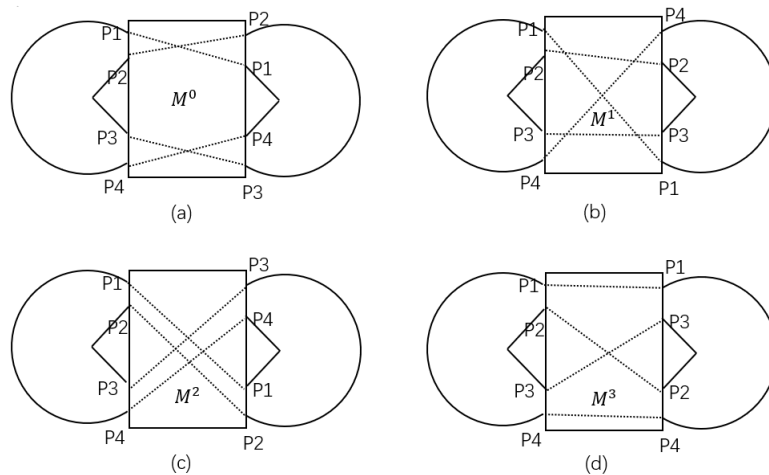 P1 P2
P2 P1
M⁰
P3 P4
P4 P3
(a)
P1 P4
P2 P2
M¹
P3 P3
P4 P1
(b)
P1 P3
P2 P4
P3 M² P1
P4 P2
(c)
P1 P1
P2 P3
P3 M³ P2
P4 P4
(d)